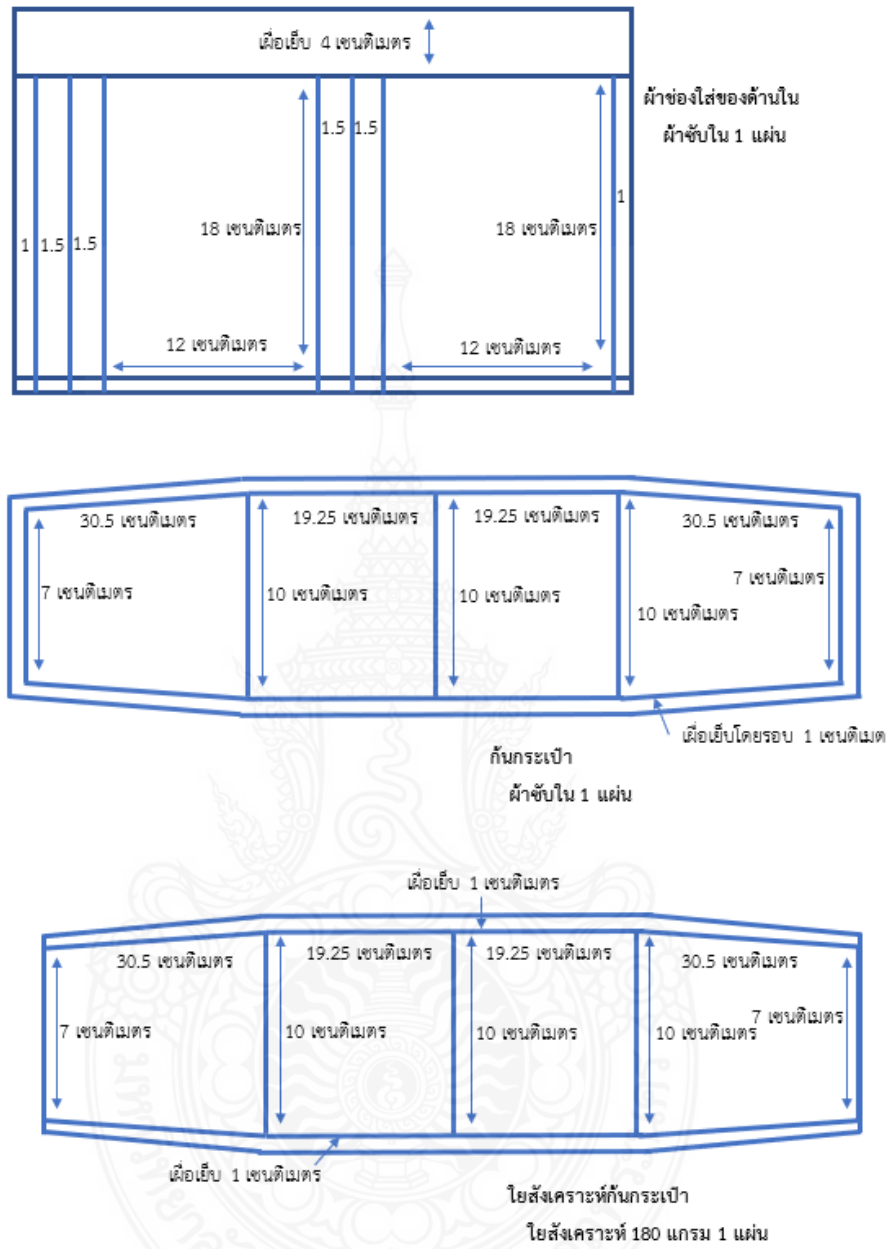 เผื่อเย็บ 4 เซนติเมตร
ผ้าช่องใส่ของด้านใน
ผ้าซับใน 1 แผ่น
1.5 1.5
1
18 เซนติเมตร 18 เซนติเมตร
1 1.5 1.5
12 เซนติเมตร 12 เซนติเมตร
30.5 เซนติเมตร 19.25 เซนติเมตร 19.25 เซนติเมตร 30.5 เซนติเมตร
7 เซนติเมตร 10 เซนติเมตร 10 เซนติเมตร 10 เซนติเมตร 7 เซนติเมตร
เผื่อเย็บโดยรอบ 1 เซนติเมต
ก้นกระเป๋า
ผ้าซับใน 1 แผ่น
เผื่อเย็บ 1 เซนติเมตร
30.5 เซนติเมตร 19.25 เซนติเมตร 19.25 เซนติเมตร 30.5 เซนติเมตร
7 เซนติเมตร 10 เซนติเมตร 10 เซนติเมตร 10 เซนติเมตร 7 เซนติเมตร
เผื่อเย็บ 1 เซนติเมตร
ใยสังเคราะห์ก้นกระเป๋า
ใยสังเคราะห์ 180 แกรม 1 แผ่น